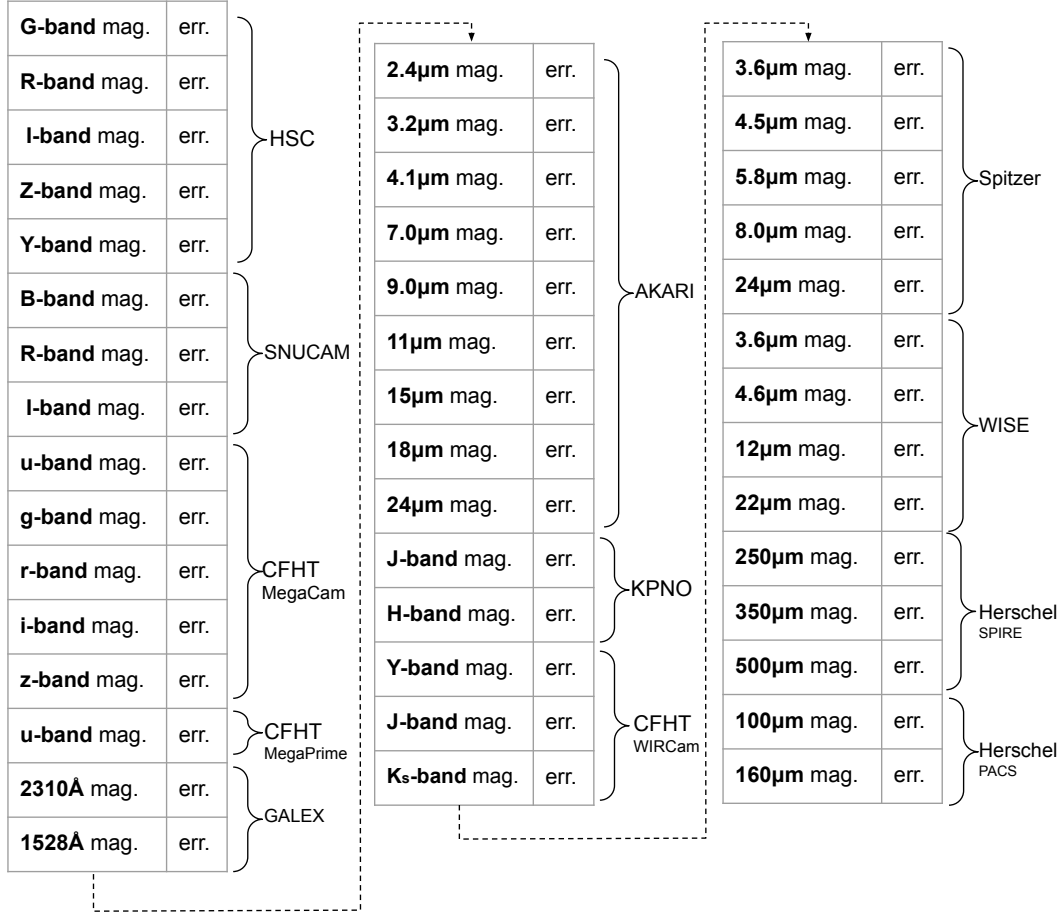 G-band mag. err.
R-band mag. err.
I-band mag. err.
Z-band mag. err.
Y-band mag. err.
HSC
B-band mag. err.
R-band mag. err.
I-band mag. err.
SNUCAM
u-band mag. err.
g-band mag. err.
r-band mag. err.
i-band mag. err.
z-band mag. err.
CFHT
MegaCam
u-band mag. err.
CFHT
MegaPrime
2310Å mag. err.
1528Å mag. err.
GALEX
2.4µm mag. err.
3.2µm mag. err.
4.1µm mag. err.
7.0µm mag. err.
9.0µm mag. err.
11µm mag. err.
15µm mag. err.
18µm mag. err.
24µm mag. err.
AKARI
J-band mag. err.
H-band mag. err.
KPNO
Y-band mag. err.
J-band mag. err.
Ks-band mag. err.
CFHT
WIRCam
3.6µm mag. err.
4.5µm mag. err.
5.8µm mag. err.
8.0µm mag. err.
24µm mag. err.
Spitzer
3.6µm mag. err.
4.6µm mag. err.
12µm mag. err.
22µm mag. err.
WISE
250µm mag. err.
350µm mag. err.
500µm mag. err.
Herschel
SPIRE
100µm mag. err.
160µm mag. err.
Herschel
PACS